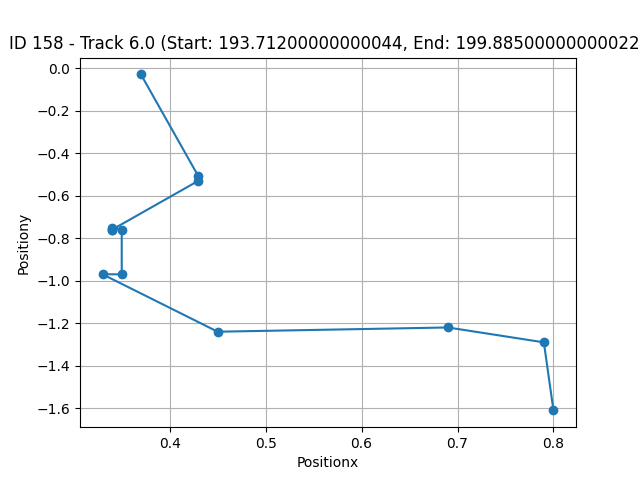 ID 158 - Track 6.0 (Start: 193.71200000000044, End: 199.88500000000022
0.0
−0.2
−0.4
−0.6
−0.8
−1.0
−1.2
−1.4
−1.6
Positiony
0.4 0.5 0.6 0.7 0.8
Positionx